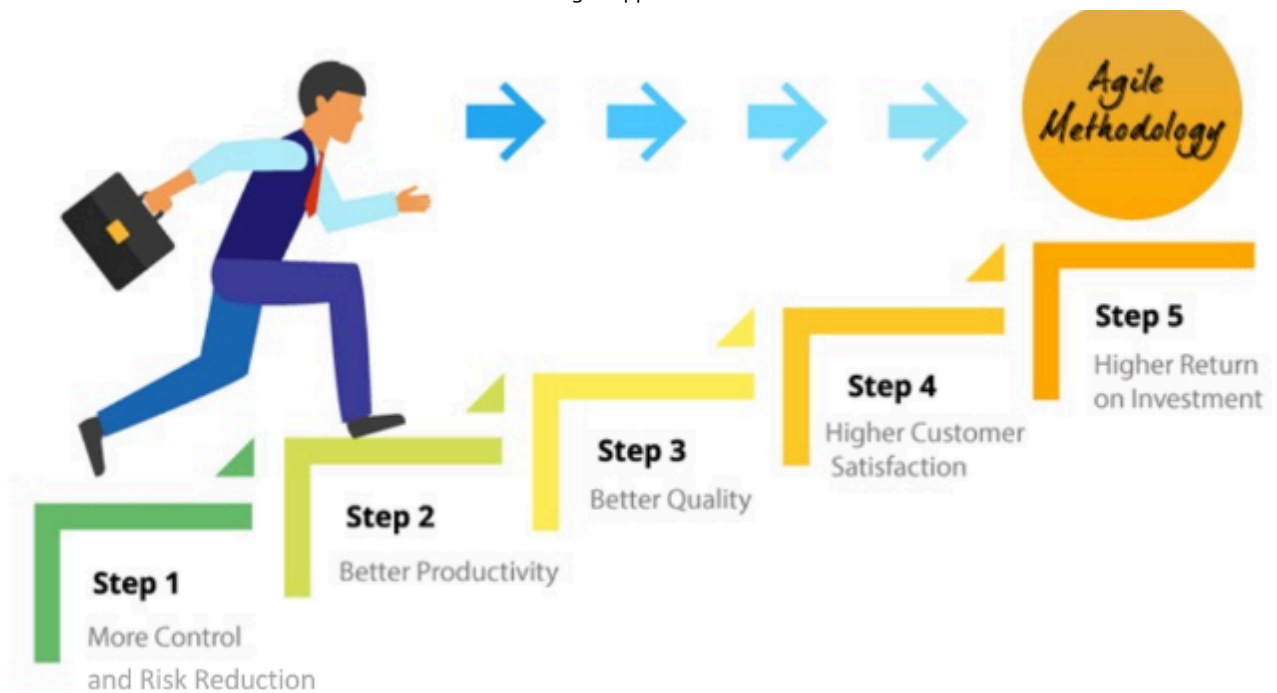 Agile
Methodology
Step 1
More Control
and Risk Reduction
Step 2
Better Productivity
Step 3
Better Quality
Step 4
Higher Customer
Satisfaction
Step 5
Higher Return
on Investment